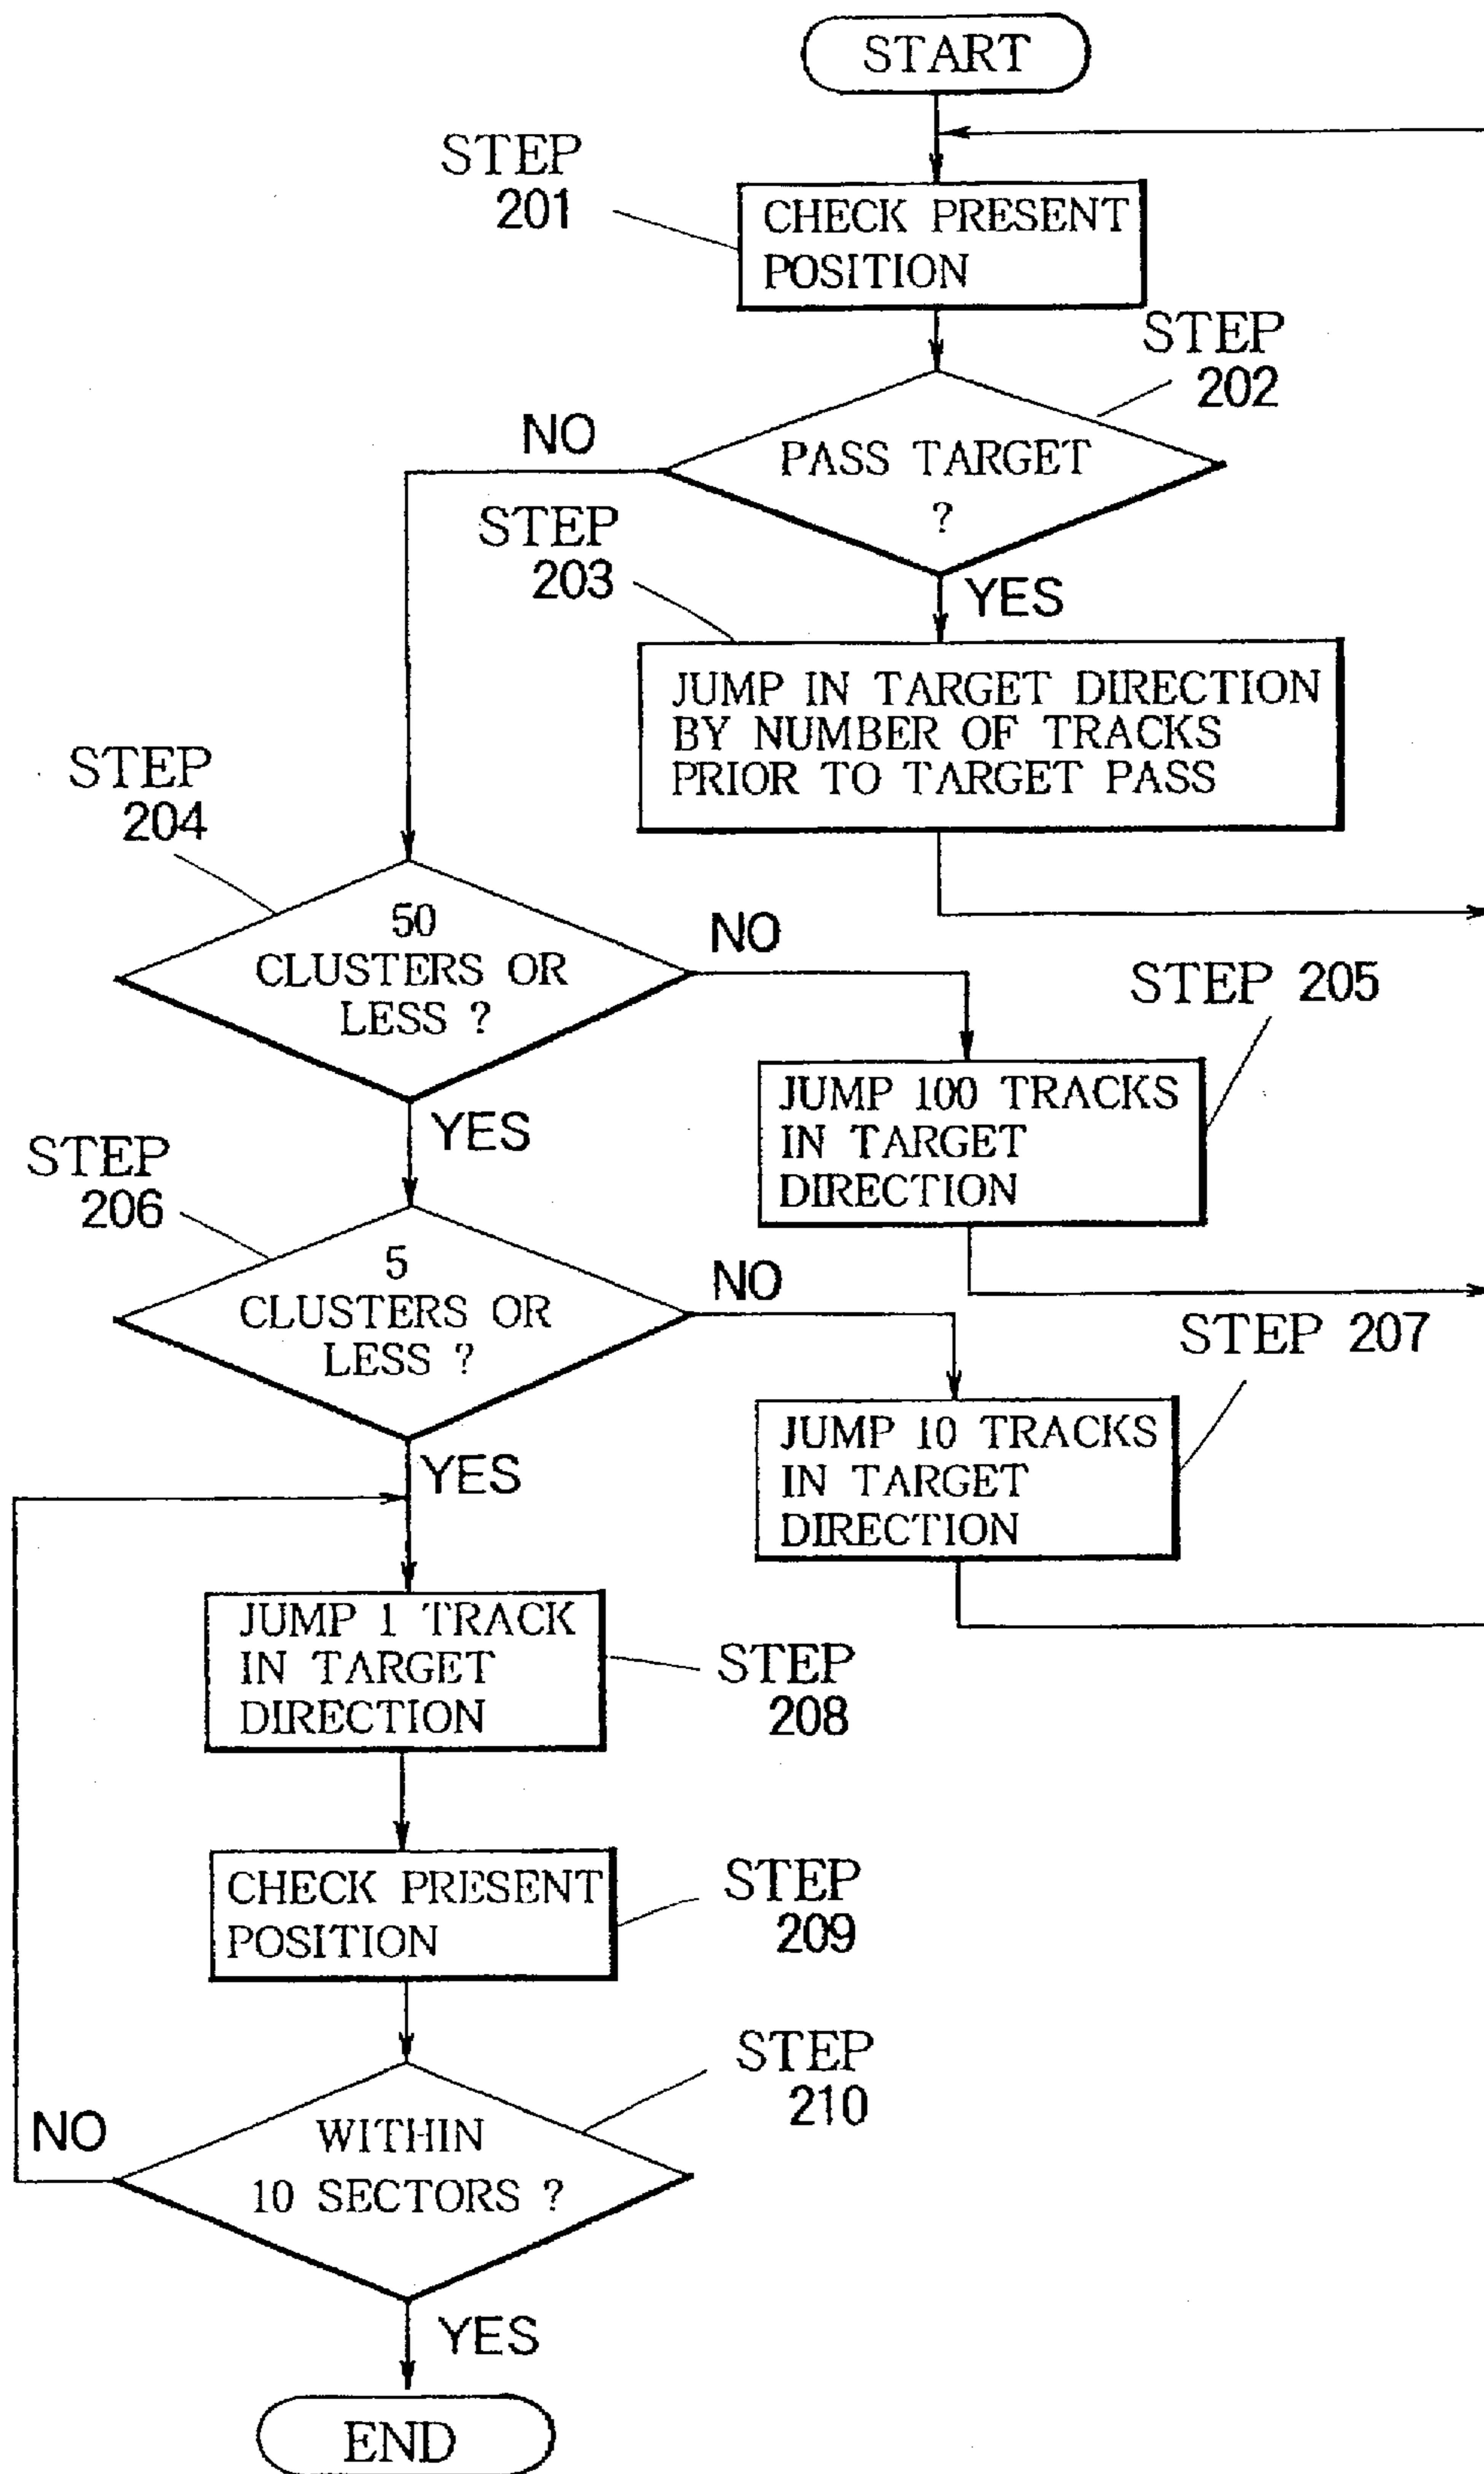 START
STEP
201
CHECK PRESENT
POSITION
STEP
202
NO
PASS TARGET
?
STEP
203
YES
JUMP IN TARGET DIRECTION
BY NUMBER OF TRACKS
PRIOR TO TARGET PASS
STEP
204
50
CLUSTERS OR
LESS ?
NO
STEP 205
JUMP 100 TRACKS
IN TARGET
DIRECTION
YES
STEP
206
5
CLUSTERS OR
LESS ?
NO
STEP 207
JUMP 10 TRACKS
IN TARGET
DIRECTION
YES
JUMP 1 TRACK
IN TARGET
DIRECTION
STEP
208
CHECK PRESENT
POSITION
STEP
209
STEP
210
NO
WITHIN
10 SECTORS ?
YES
END